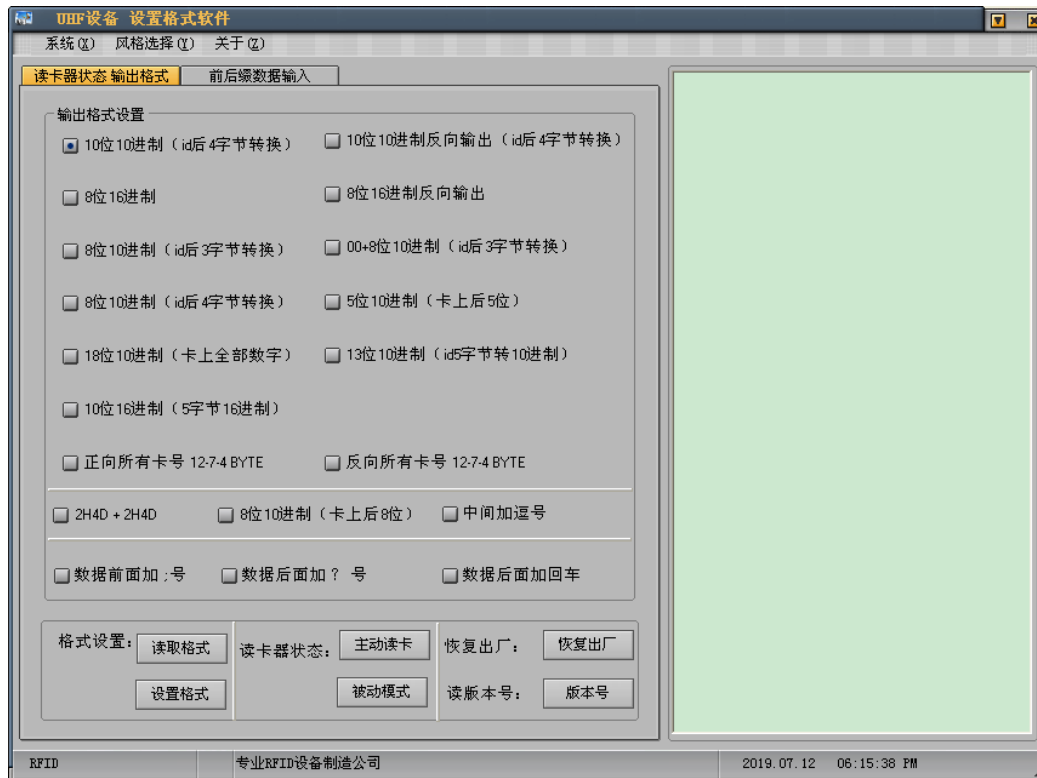 UHF设备 设置格式软件
系统(X) 风格选择(Y) 关于(Z)
读卡器状态 输出格式 前后缀数据输入
输出格式设置
10位10进制（id后4字节转换） 10位10进制反向输出（id后4字节转换）
8位16进制 8位16进制反向输出
8位10进制（id后3字节转换） 00+8位10进制（id后3字节转换）
8位10进制（id后4字节转换） 5位10进制（卡上后5位）
18位10进制（卡上全部数字） 13位10进制（id5字节转10进制）
10位16进制（5字节16进制）
正向所有卡号 12-7-4 BYTE 反向所有卡号 12-7-4 BYTE
2H4D + 2H4D 8位10进制（卡上后8位） 中间加逗号
数据前面加 ;号 数据后面加？ 号 数据后面加回车
格式设置: 读取格式 读卡器状态: 主动读卡 恢复出厂: 恢复出厂
设置格式 被动模式 读版本号: 版本号
RFID 专业RFID设备制造公司 2019.07.12 06:15:38 PM